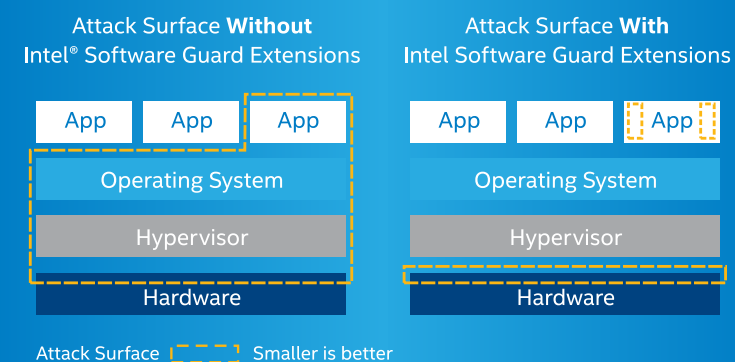 Attack Surface Without
Intel® Software Guard Extensions
App App App
Operating System
Hypervisor
Hardware
Attack Surface With
Intel Software Guard Extensions
App App App
Operating System
Hypervisor
Hardware
Attack Surface Smaller is better